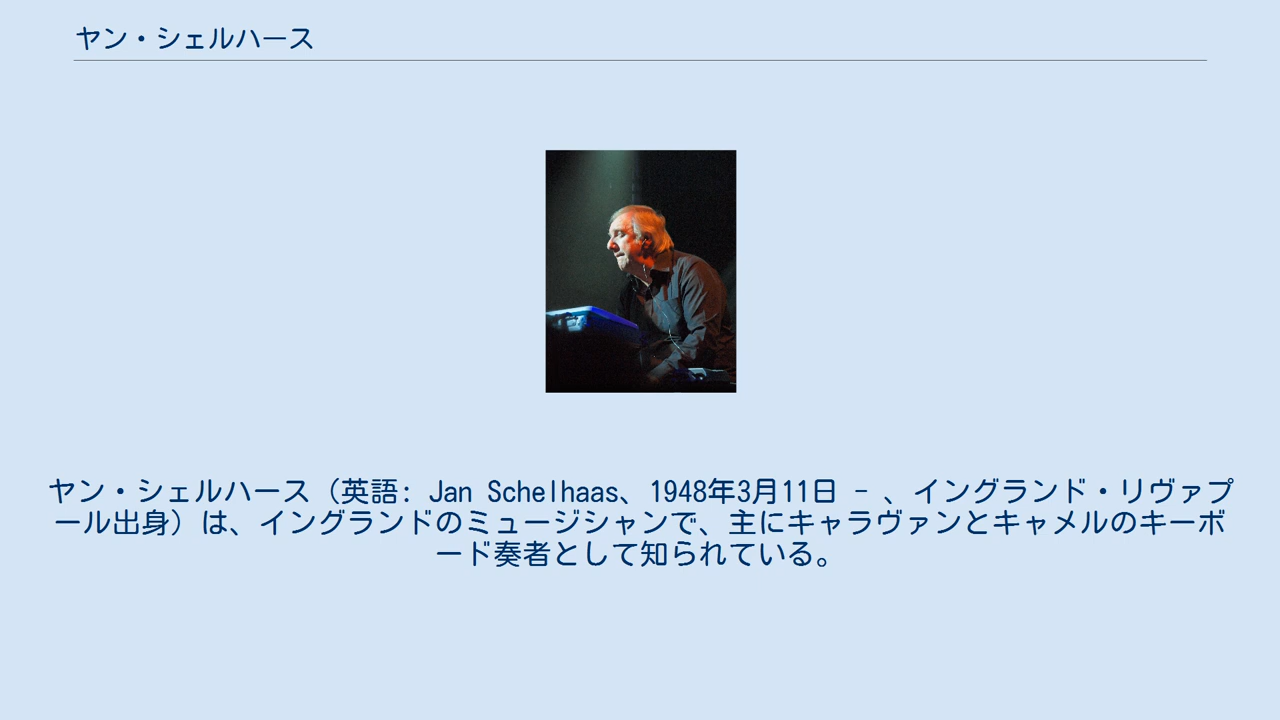 ヤン・シェルハース
ヤン・シェルハース（英語: Jan Schelhaas、1948年3月11日 - 、イングランド・リヴァプ
ール出身）は、イングランドのミュージシャンで、主にキャラヴァンとキャメルのキーボ
ード奏者として知られている。